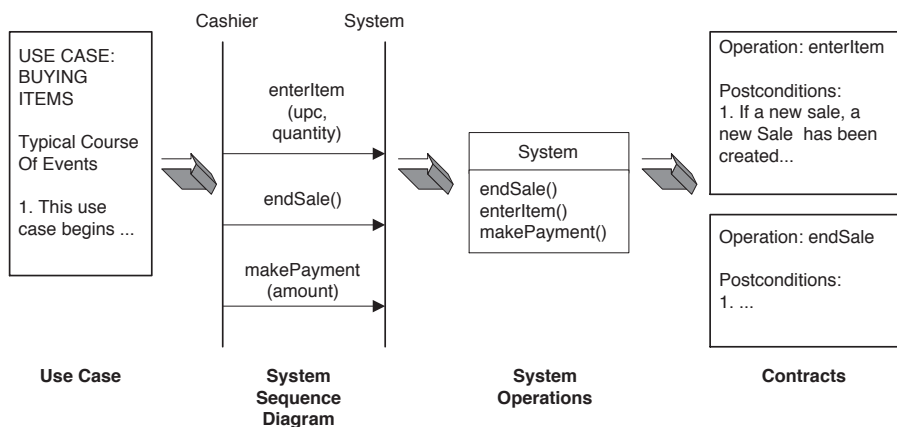 Cashier
System
USE CASE:
BUYING
ITEMS
Typical Course
Of Events
1. This use
case begins ...
enterItem
(upc,
quantity)
endSale()
makePayment
(amount)
System
endSale()
enterItem()
makePayment()
Operation: enterItem
Postconditions:
1. If a new sale, a
new Sale has been
created...
Operation: endSale
Postconditions:
1. ...
Use Case
System
Sequence
Diagram
System
Operations
Contracts